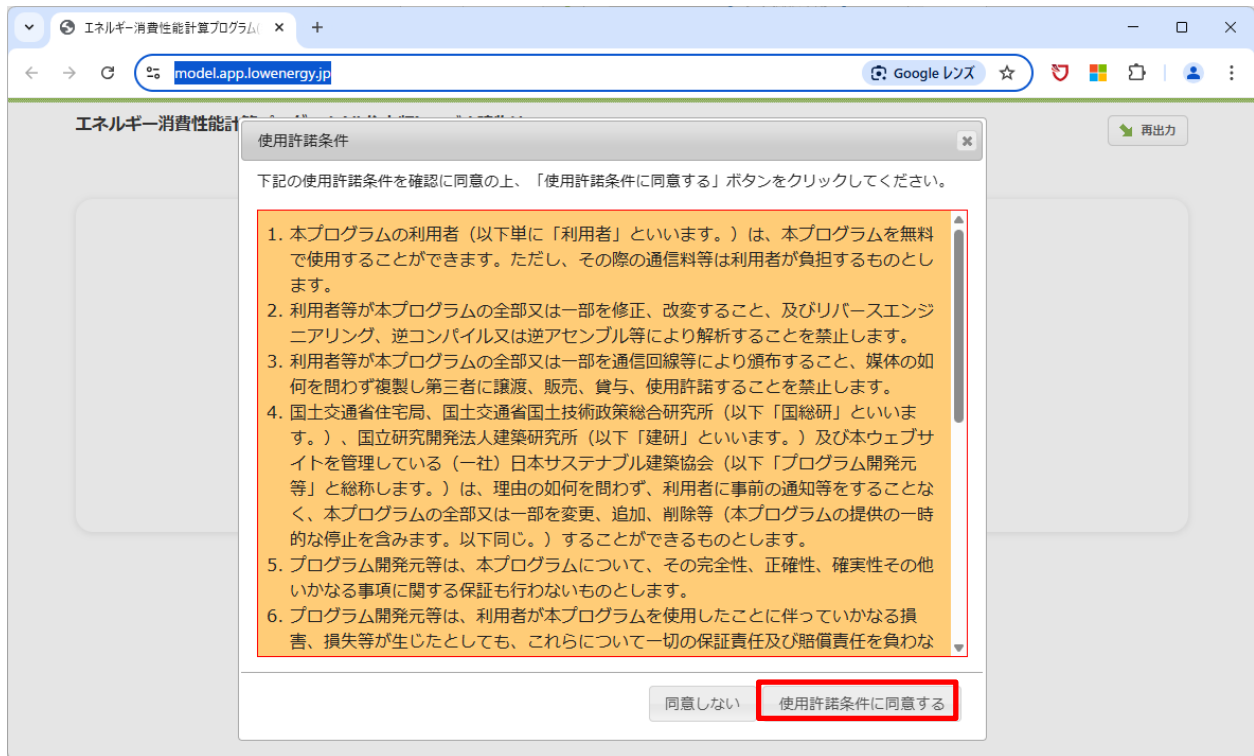 エネルギー消費性能計算プログラム(
model.app.lowenergy.jp
Google レンズ
エネルギー消費性能計
再出力
使用許諾条件
下記の使用許諾条件を確認に同意の上、「使用許諾条件に同意する」ボタンをクリックしてください。
1. 本プログラムの利用者（以下単に「利用者」といいます。）は、本プログラムを無料
で使用することができます。ただし、その際の通信料等は利用者が負担するものとし
ます。
2. 利用者等が本プログラムの全部又は一部を修正、改変すること、及びリバースエンジ
ニアリング、逆コンパイル又は逆アセンブル等により解析することを禁止します。
3. 利用者等が本プログラムの全部又は一部を通信回線等により頒布すること、媒体の如
何を問わず複製し第三者に譲渡、販売、貸与、使用許諾することを禁止します。
4. 国土交通省住宅局、国土交通省国土技術政策総合研究所（以下「国総研」といいま
す。）、国立研究開発法人建築研究所（以下「建研」といいます。）及び本ウェブサ
イトを管理している（一社）日本サステナブル建築協会（以下「プログラム開発元
等」と総称します。）は、理由の如何を問わず、利用者に事前の通知等をすることな
く、本プログラムの全部又は一部を変更、追加、削除等（本プログラムの提供の一時
的な停止を含みます。以下同じ。）することができるものとします。
5. プログラム開発元等は、本プログラムについて、その完全性、正確性、確実性その他
いかなる事項に関する保証も行わないものとします。
6. プログラム開発元等は、利用者が本プログラムを使用したことに伴っていかなる損
害、損失等が生じたとしても、これらについて一切の保証責任及び賠償責任を負わな
同意しない
使用許諾条件に同意する